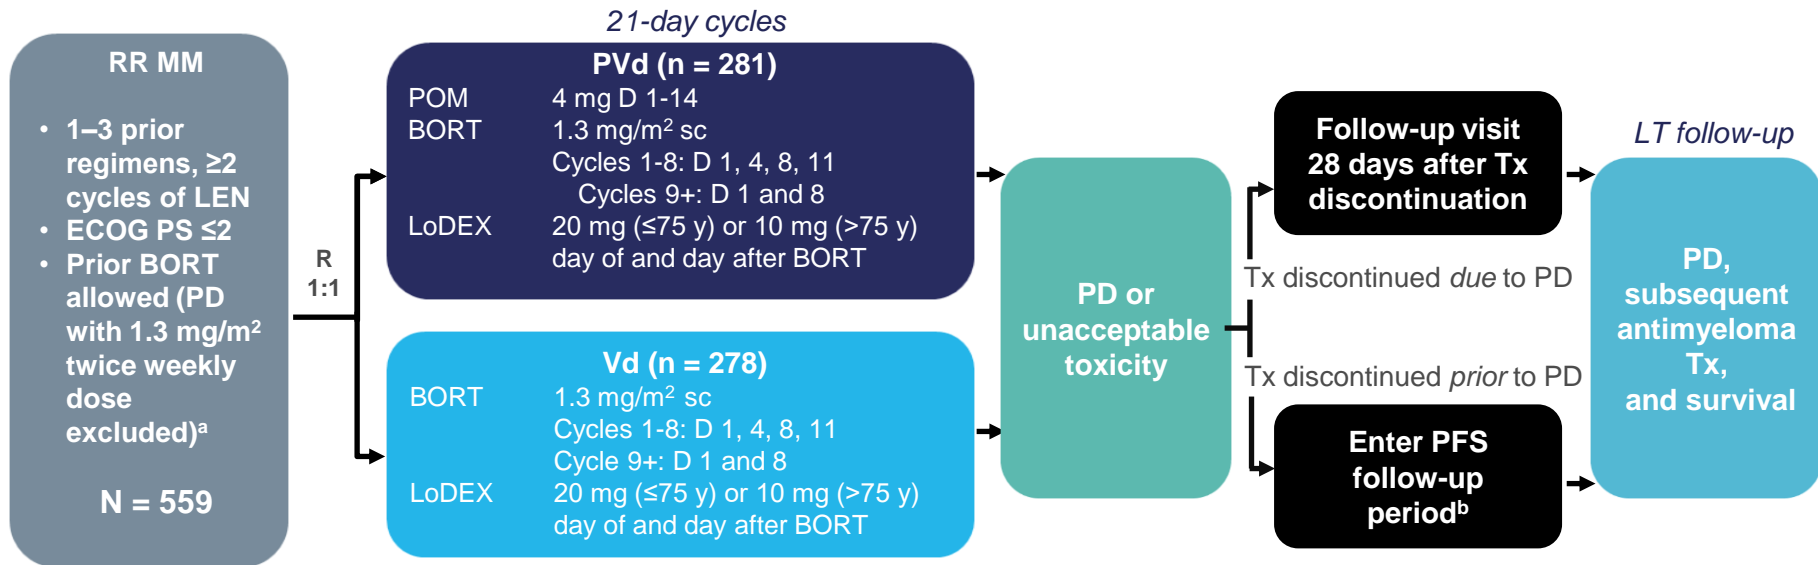 21-day cycles
RR MM
• 1–3 prior
regimens, ≥2
cycles of LEN
• ECOG PS ≤2
• Prior BORT
allowed (PD
with 1.3 mg/m²
twice weekly
dose
excluded)ᵃ
N = 559
R
1:1
PVd (n = 281)
POM 4 mg D 1-14
BORT 1.3 mg/m² sc
Cycles 1-8: D 1, 4, 8, 11
Cycles 9+: D 1 and 8
LoDEX 20 mg (≤75 y) or 10 mg (>75 y)
day of and day after BORT
Vd (n = 278)
BORT 1.3 mg/m² sc
Cycles 1-8: D 1, 4, 8, 11
Cycle 9+: D 1 and 8
LoDEX 20 mg (≤75 y) or 10 mg (>75 y)
day of and day after BORT
PD or
unacceptable
toxicity
Follow-up visit
28 days after Tx
discontinuation
Tx discontinued due to PD
Tx discontinued prior to PD
Enter PFS
follow-up
periodᵇ
LT follow-up
PD,
subsequent
antimyeloma
Tx,
and survival